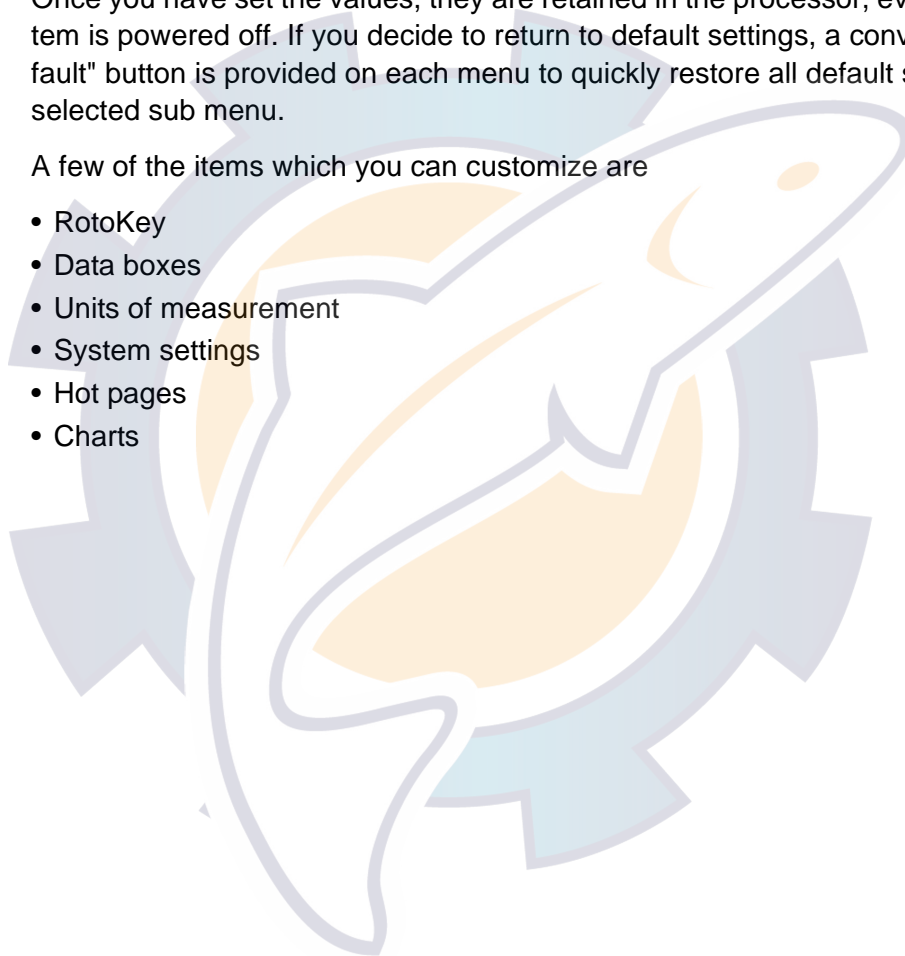 Once you have set the values, they are retained in the processor, ev
tem is powered off. If you decide to return to default settings, a conv
fault" button is provided on each menu to quickly restore all default s
selected sub menu.
A few of the items which you can customize are
• RotoKey
• Data boxes
• Units of measurement
• System settings
• Hot pages
• Charts